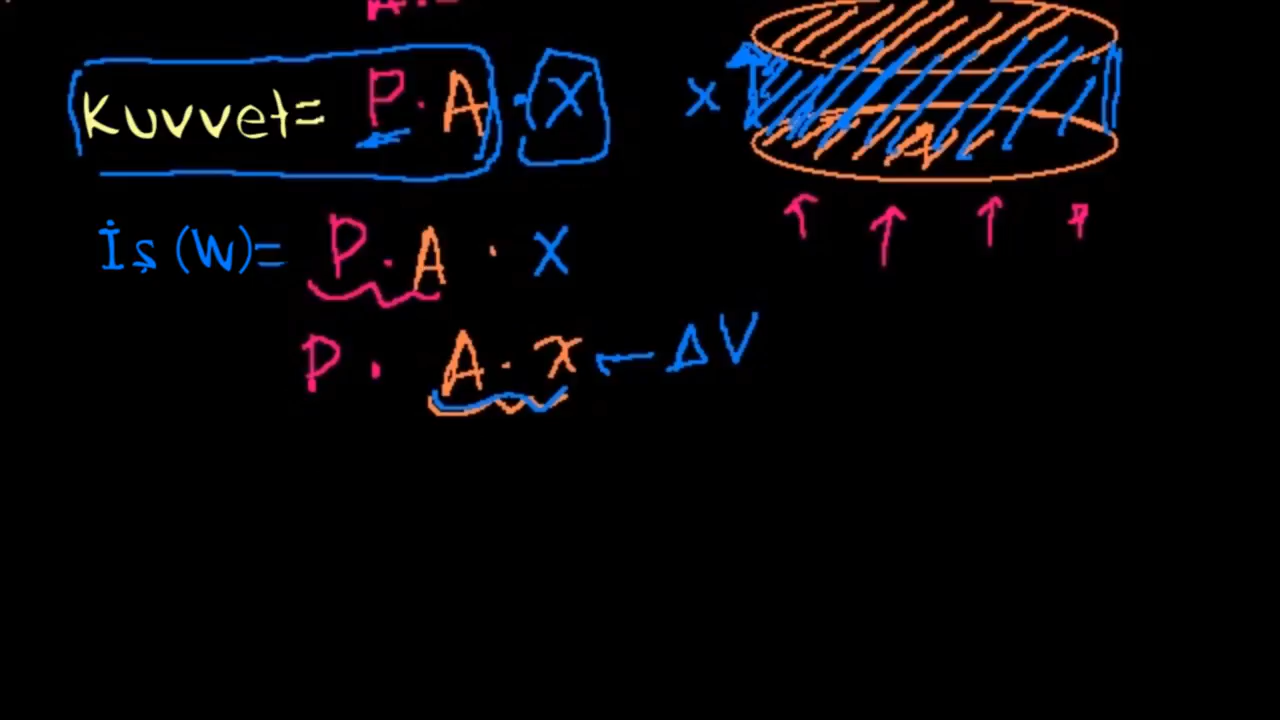 Kuvvet= P · A · X
X
A
İş (W)= P · A · X
P · A · x ← ΔV